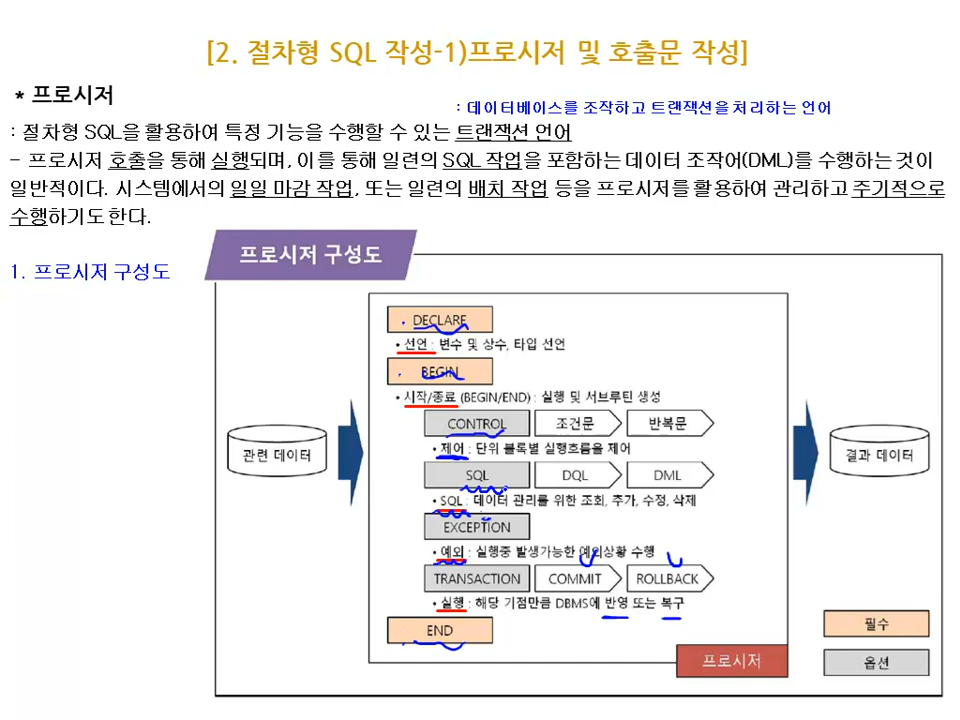 [2. 절차형 SQL 작성-1)프로시저 및 호출문 작성]
* 프로시저
: 데이터베이스를 조작하고 트랜잭션을 처리하는 언어
: 절차형 SQL을 활용하여 특정 기능을 수행할 수 있는 트랜잭션 언어
- 프로시저 호출을 통해 실행되며, 이를 통해 일련의 SQL 작업을 포함하는 데이터 조작어(DML)를 수행하는 것이
일반적이다. 시스템에서의 일일 마감 작업, 또는 일련의 배치 작업 등을 프로시저를 활용하여 관리하고 주기적으로
수행하기도 한다.
1. 프로시저 구성도
프로시저 구성도
관련 데이터
DECLARE
• 선언 : 변수 및 상수, 타입 선언
BEGIN
• 시작/종료 (BEGIN/END) : 실행 및 서브루틴 생성
CONTROL 조건문 반복문
• 제어 : 단위 블록별 실행흐름을 제어
SQL DQL DML
• SQL : 데이터 관리를 위한 조회, 추가, 수정, 삭제
EXCEPTION
• 예외 : 실행중 발생가능한 예외상황 수행
TRANSACTION COMMIT ROLLBACK
• 실행 : 해당 기점만큼 DBMS에 반영 또는 복구
END
프로시저
결과 데이터
필수
옵션